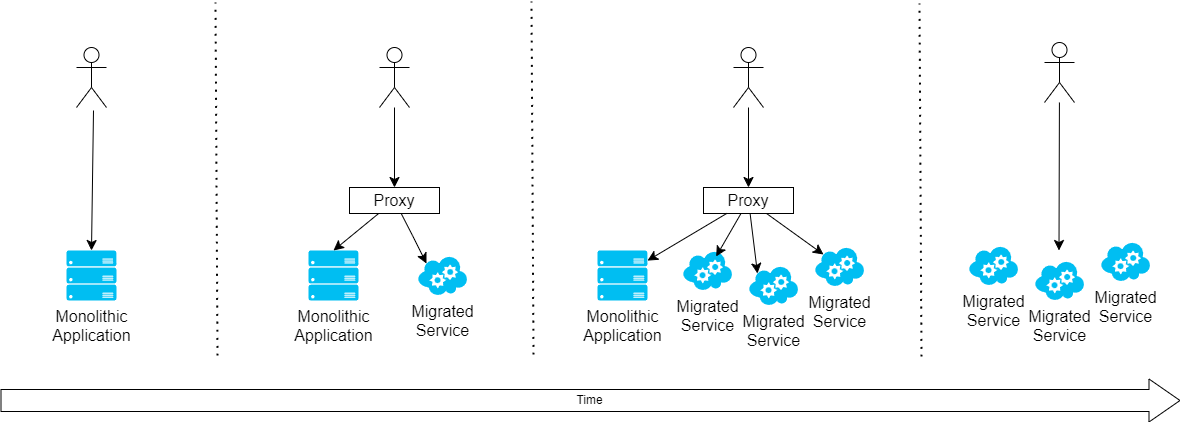 Proxy
Proxy
Monolithic
Application
Monolithic
Application
Migrated
Service
Monolithic
Application
Migrated
Service
Migrated
Service
Migrated
Service
Migrated
Service
Migrated
Service
Migrated
Service
Time